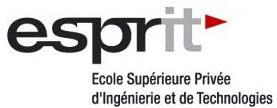 esprit
Ecole Supérieure Privée
d'Ingénierie et de Technologies